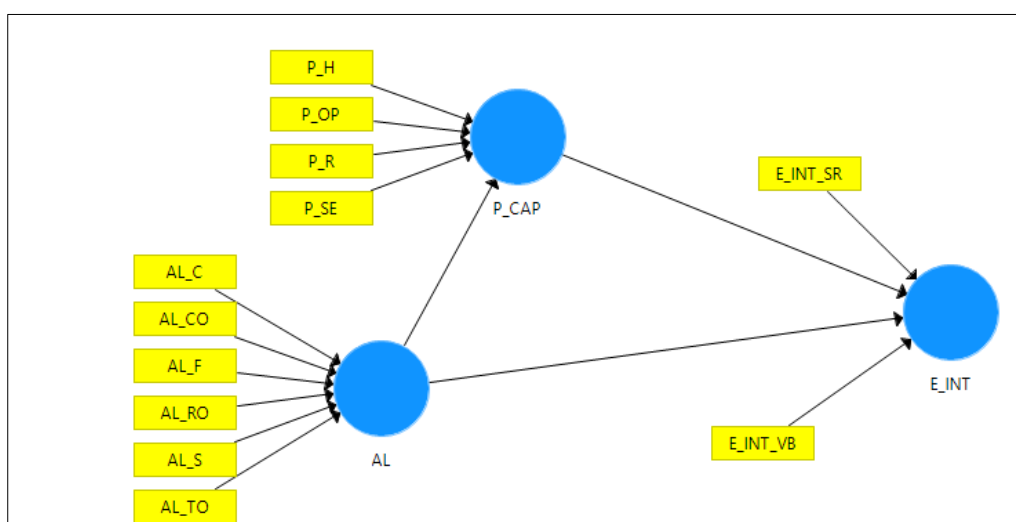 P_H
P_OP
P_R
P_SE
P_CAP
E_INT_SR
AL_C
AL_CO
AL_F
AL_RO
AL_S
AL_TO
AL
E_INT
E_INT_VB